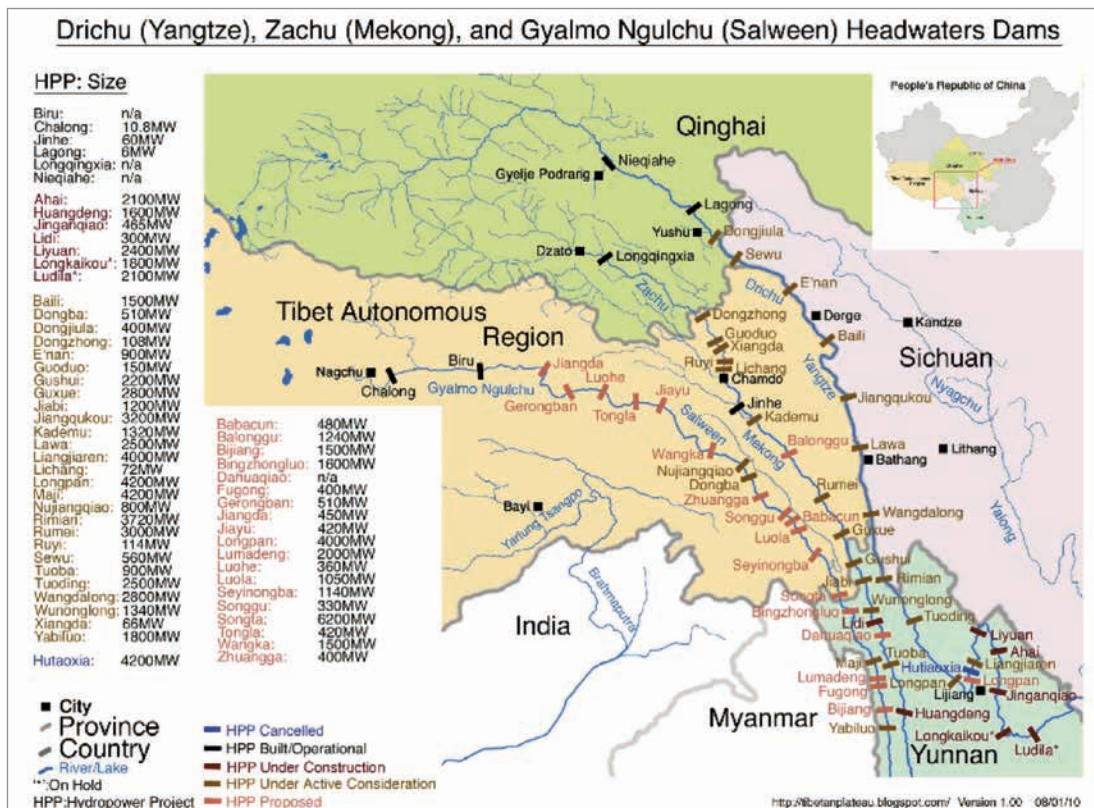 Drichu (Yangtze), Zachu (Mekong), and Gyalmo Ngulchu (Salween) Headwaters Dams
HPP: Size
Biru: n/a
Chalong: 10.8MW
Jinhe: 60MW
Lagong: 6MW
Longqingxia: n/a
Nieqiahe: n/a
Ahai: 2100MW
Huangdeng: 1600MW
Jinganqiao: 465MW
Lidi: 300MW
Liyuan: 2400MW
Longkaikou*: 1800MW
Ludila*: 2100MW
Baili: 1500MW
Dongba: 510MW
Dongjiula: 400MW
Dongzhong: 108MW
E'nan: 900MW
Guoduo: 150MW
Gushui: 2200MW
Guxue: 2800MW
Jiabi: 1200MW
Jiangqukou: 3200MW
Kademu: 1320MW
Lawa: 2500MW
Liangjiaren: 4000MW
Lichang: 72MW
Longpan: 4200MW
Maji: 4200MW
Nujiangqiao: 800MW
Rimian: 3720MW
Rumei: 3000MW
Ruyi: 114MW
Sewu: 560MW
Tuoba: 900MW
Tuoding: 2500MW
Wangdalong: 2800MW
Wunonglong: 1340MW
Xiangda: 66MW
Yabiluo: 1800MW
Hutaoxia: 4200MW
Babacun: 480MW
Balonggu: 1240MW
Bijiang: 1500MW
Bingzhongluo: 1600MW
Dahuaqiao: n/a
Fugong: 400MW
Gerongban: 510MW
Jiangda: 450MW
Jiayu: 420MW
Longpan: 4000MW
Lumadeng: 2000MW
Luohe: 360MW
Luola: 1050MW
Seyinongba: 1140MW
Songgu: 330MW
Songta: 6200MW
Tongla: 420MW
Wangka: 1500MW
Zhuangga: 400MW
City
Province
Country
River/Lake
"*":On Hold
HPP:Hydropower Project
HPP Cancelled
HPP Built/Operational
HPP Under Construction
HPP Under Active Consideration
HPP Proposed
People's Republic of China
Qinghai
Nieqiahe
Gyelje Podrang
Lagong
Yushu
Dongjiula
Dzato
Longqingxia
Sewu
Zachu
Drichu
E'nan
Tibet Autonomous
Region
Dongzhong
Derge
Kandze
Guoduo
Xiangda
Baili
Sichuan
Biru
Jiangda
Ruyi
Lichang
Nagchu
Luohe
Chamdo
Yangtze
Nyagchu
Chalong
Gyalmo Ngulchu
Jiayu
Gerongban
Jinhe
Jiangqukou
Tongla
Salween
Kademu
Mekong
Balonggu
Lawa
Lithang
Wangka
Bathang
Nujiangqiao
Dongba
Rumei
Zhuangga
Bayi
Yarlung Tsangpo
Songgu
Babacun
Wangdalong
Yalong
Luola
Guxue
Seyinongba
Gushui
Brahmaputra
Jiabi
Rimian
Songta
Wunonglong
Bingzhongluo
India
Lidi
Tuoding
Dahuaqiao
Liyuan
Ahai
Maji
Tuoba
Hutiaoxia
Liangjiaren
Lumadeng
Longpan
Longpan
Fugong
Lijiang
Jinganqiao
Myanmar
Bijiang
Huangdeng
Yabiluo
Longkaikou*
Yunnan
Ludila*
http://tibetanplateau.blogspot.com/ Version 1.00 08/01/10